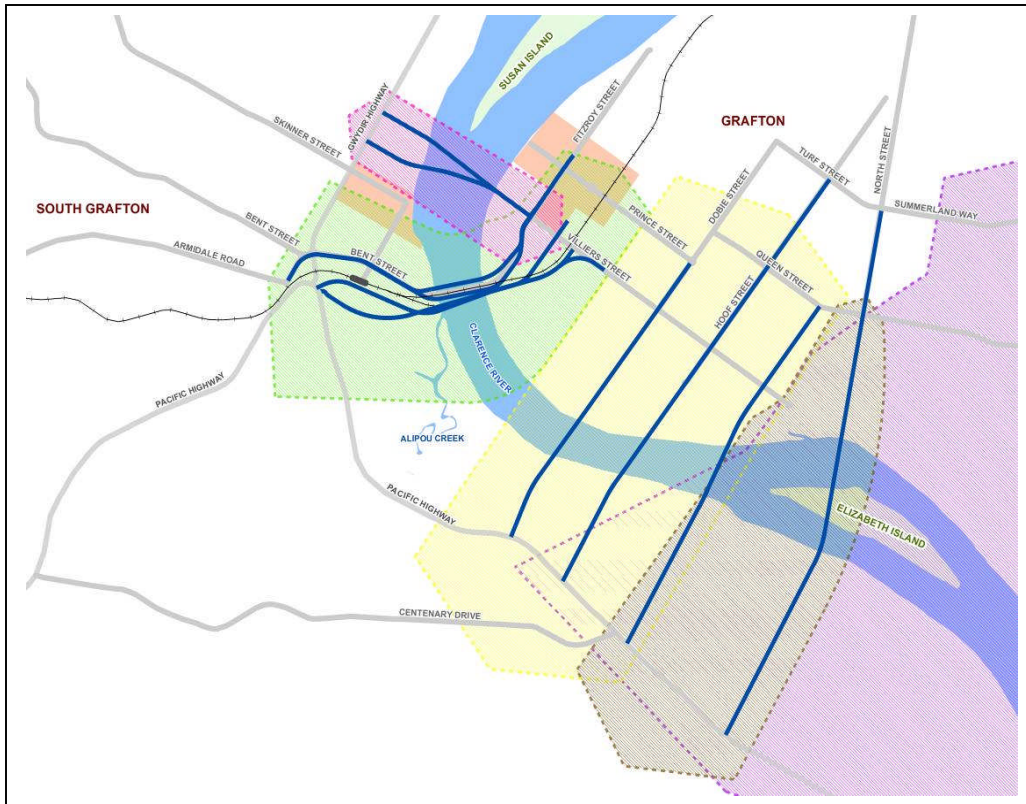 SUSAN ISLAND
FITZROY STREET
GWYDIR HIGHWAY
SKINNER STREET
GRAFTON
TURF STREET
NORTH STREET
DOBIE STREET
SUMMERLAND WAY
SOUTH GRAFTON
PRINCE STREET
BENT STREET
ARMIDALE ROAD
BENT STREET
VILLIERS STREET
QUEEN STREET
HOOF STREET
CLARENCE RIVER
PACIFIC HIGHWAY
ALIPOU CREEK
PACIFIC HIGHWAY
ELIZABETH ISLAND
CENTENARY DRIVE